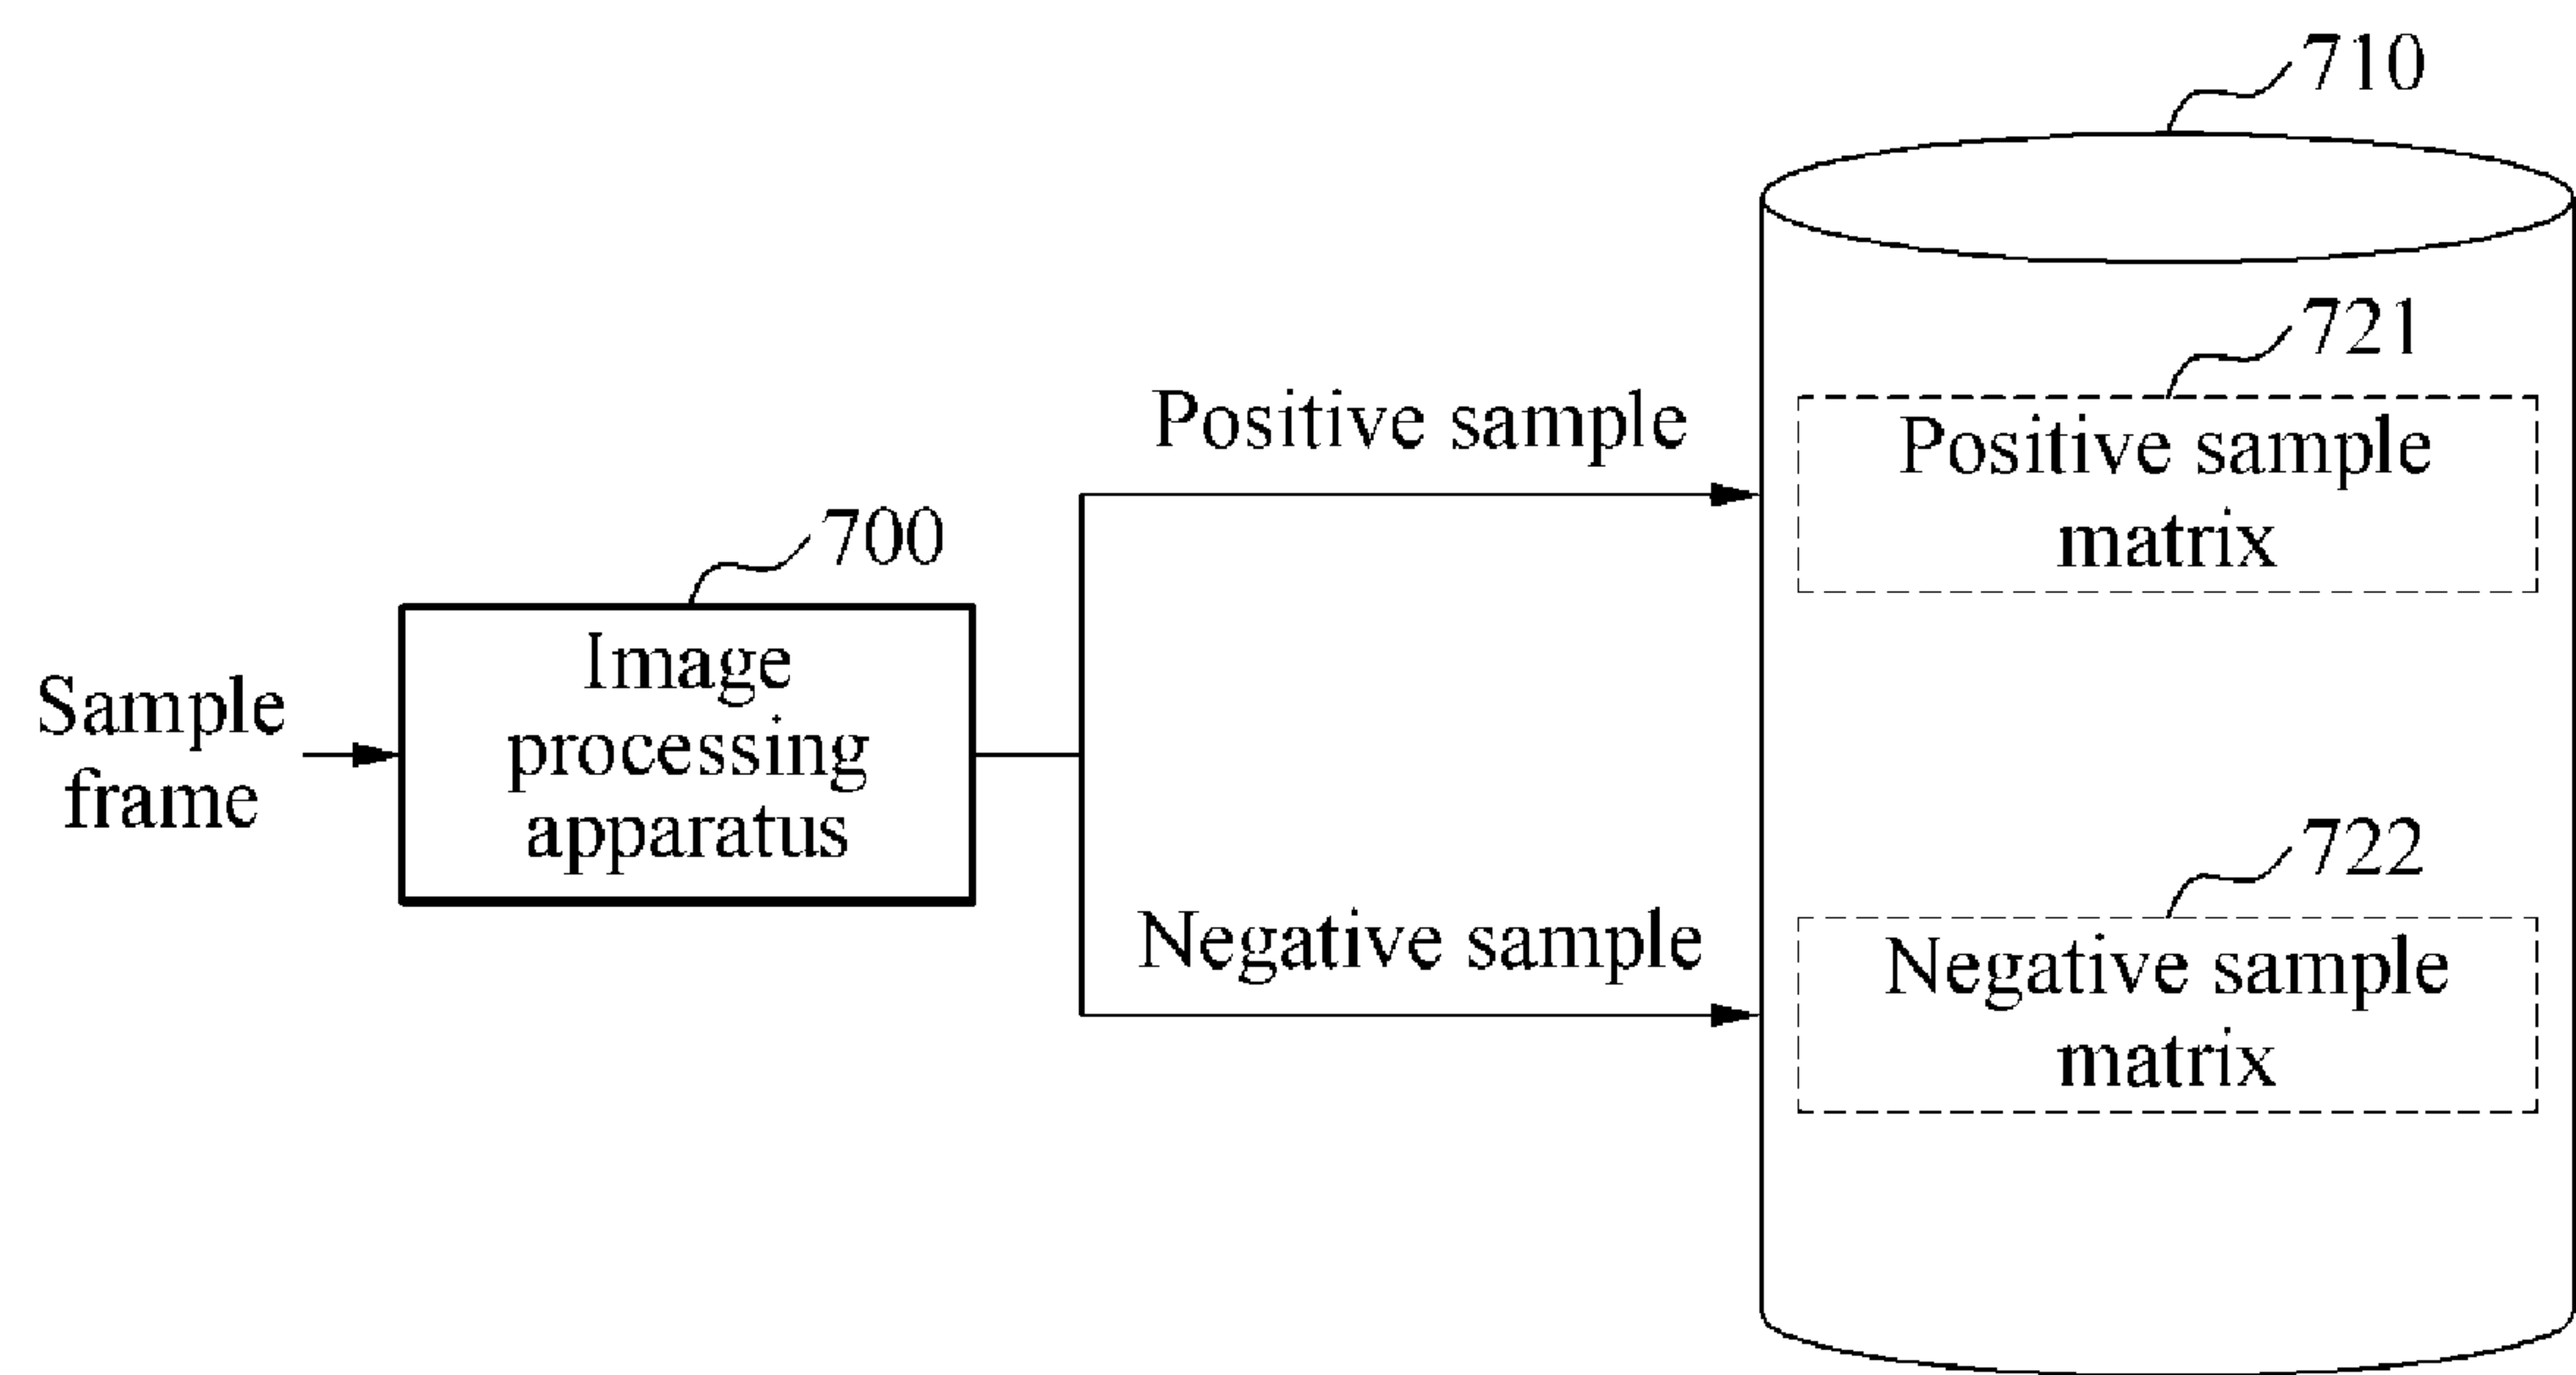 710
721
Positive sample
Positive sample
matrix
700
Image
processing
apparatus
Sample
frame
722
Negative sample
Negative sample
matrix